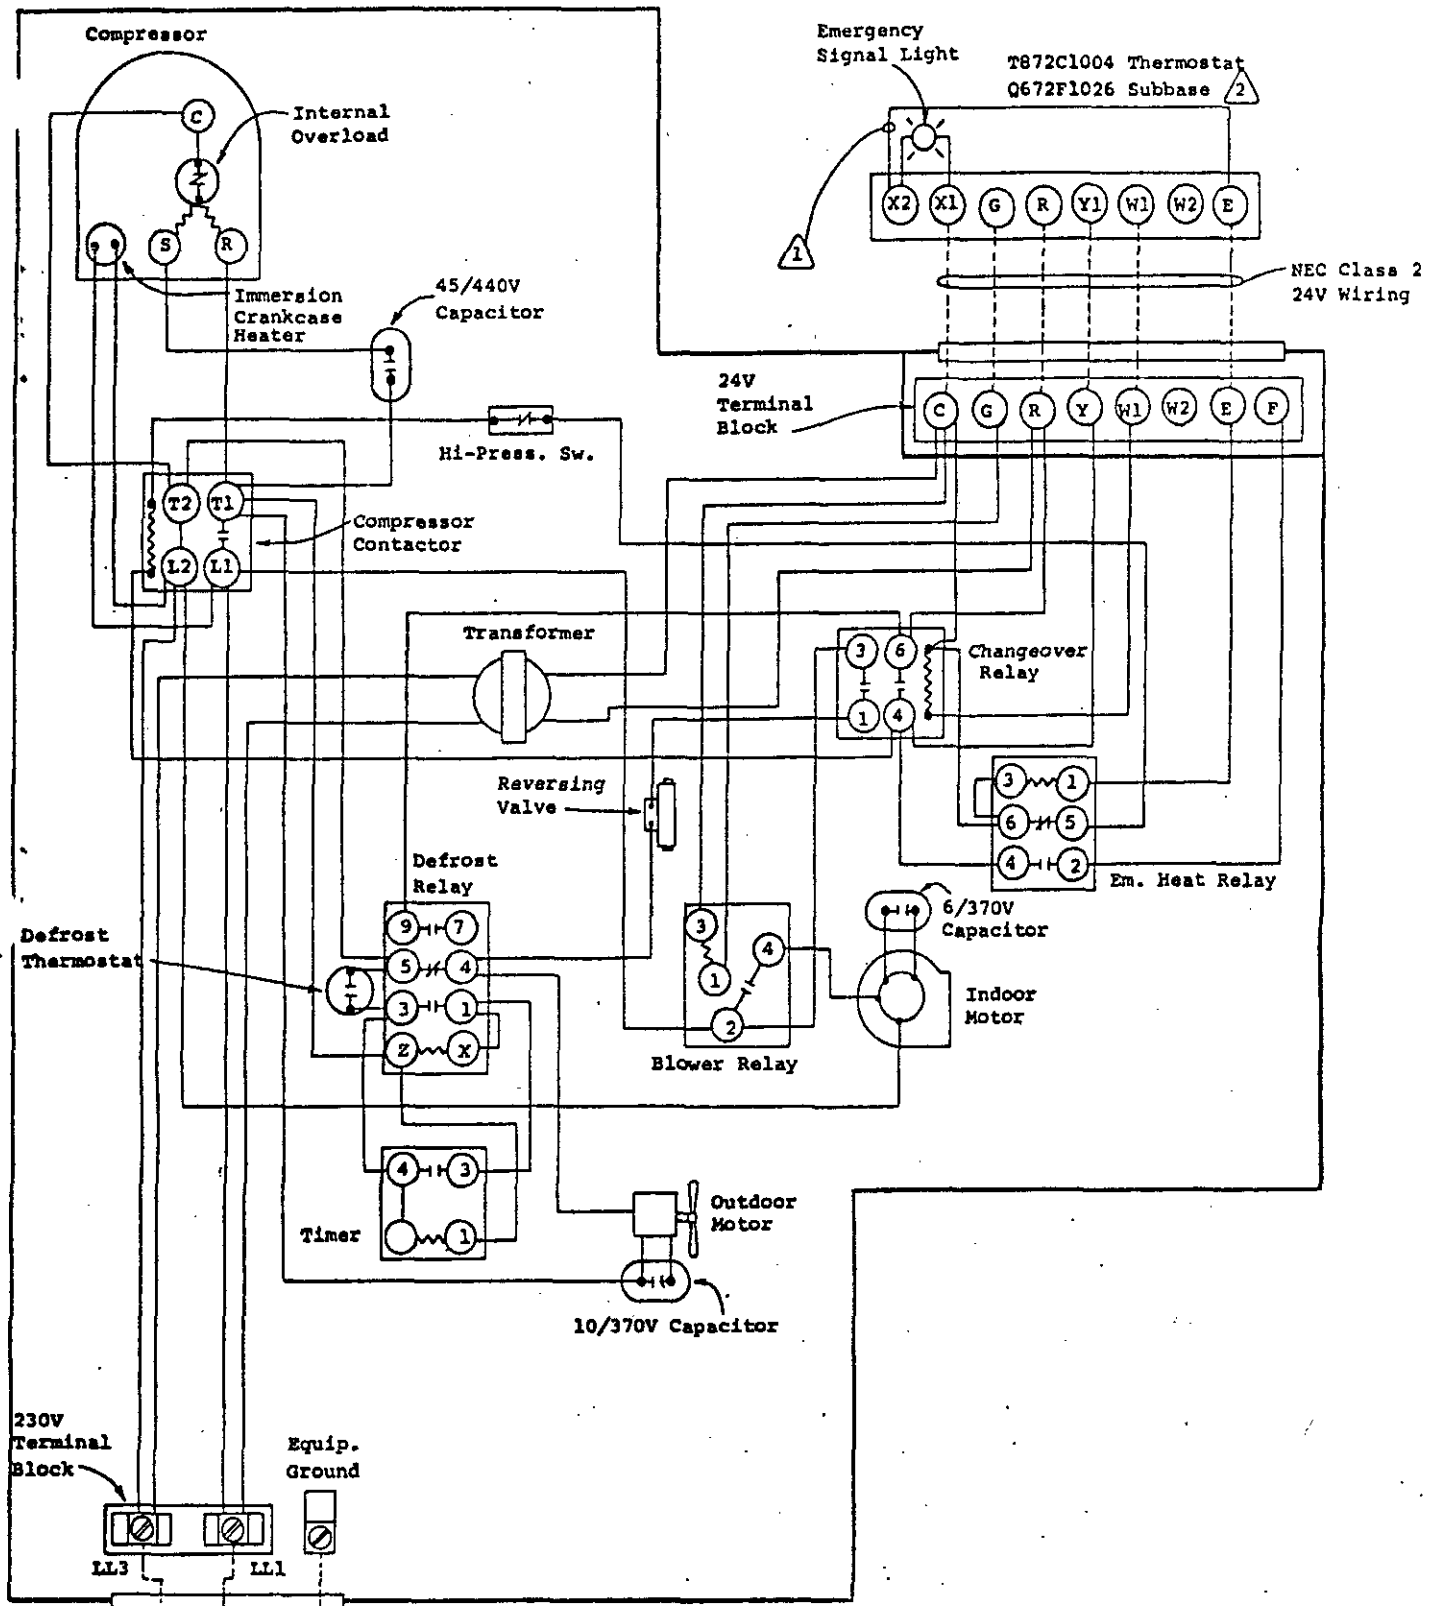 Compressor
C
Internal
Overload
S
R
Immersion
Crankcase
Heater
45/440V
Capacitor
Emergency
Signal Light
T872C1004 Thermostat
Q672F1026 Subbase
2
1
X2 X1 G R Y1 W1 W2 E
NEC Class 2
24V Wiring
24V
Terminal
Block
C G R Y W1 W2 E F
Hi-Press. Sw.
T2 T1
L2 L1
Compressor
Contactor
Transformer
3 6
1 4
Changeover
Relay
Reversing
Valve
3 1
6 5
4 2
Em. Heat Relay
Defrost
Relay
9 7
5 4
3 1
Z X
Defrost
Thermostat
3
4
1
2
Blower Relay
6/370V
Capacitor
Indoor
Motor
4 3
1
Timer
Outdoor
Motor
10/370V Capacitor
230V
Terminal
Block
Equip.
Ground
LL3 LL1